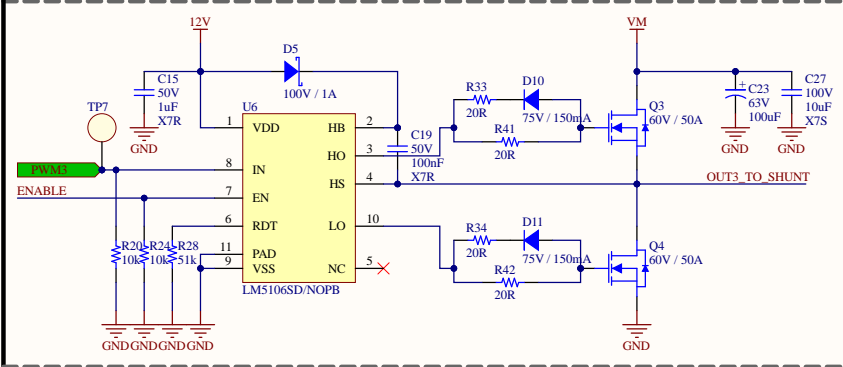 12V
VM
D5
100V / 1A
C15
50V
1uF
X7R
GND
TP7
U6
1
VDD
HB
2
HO
3
8
IN
HS
4
7
EN
6
RDT
LO
10
11
PAD
9
VSS
NC
5
LM5106SD/NOPB
PWM3
ENABLE
C19
50V
100nF
X7R
R33
20R
D10
75V / 150mA
R41
20R
Q3
60V / 50A
C23
63V
100uF
GND
C27
100V
10uF
X7S
GND
OUT3_TO_SHUNT
R34
20R
D11
75V / 150mA
R42
20R
Q4
60V / 50A
R20
10k
R24
10k
R28
51k
GND
GND
GND
GND
GND